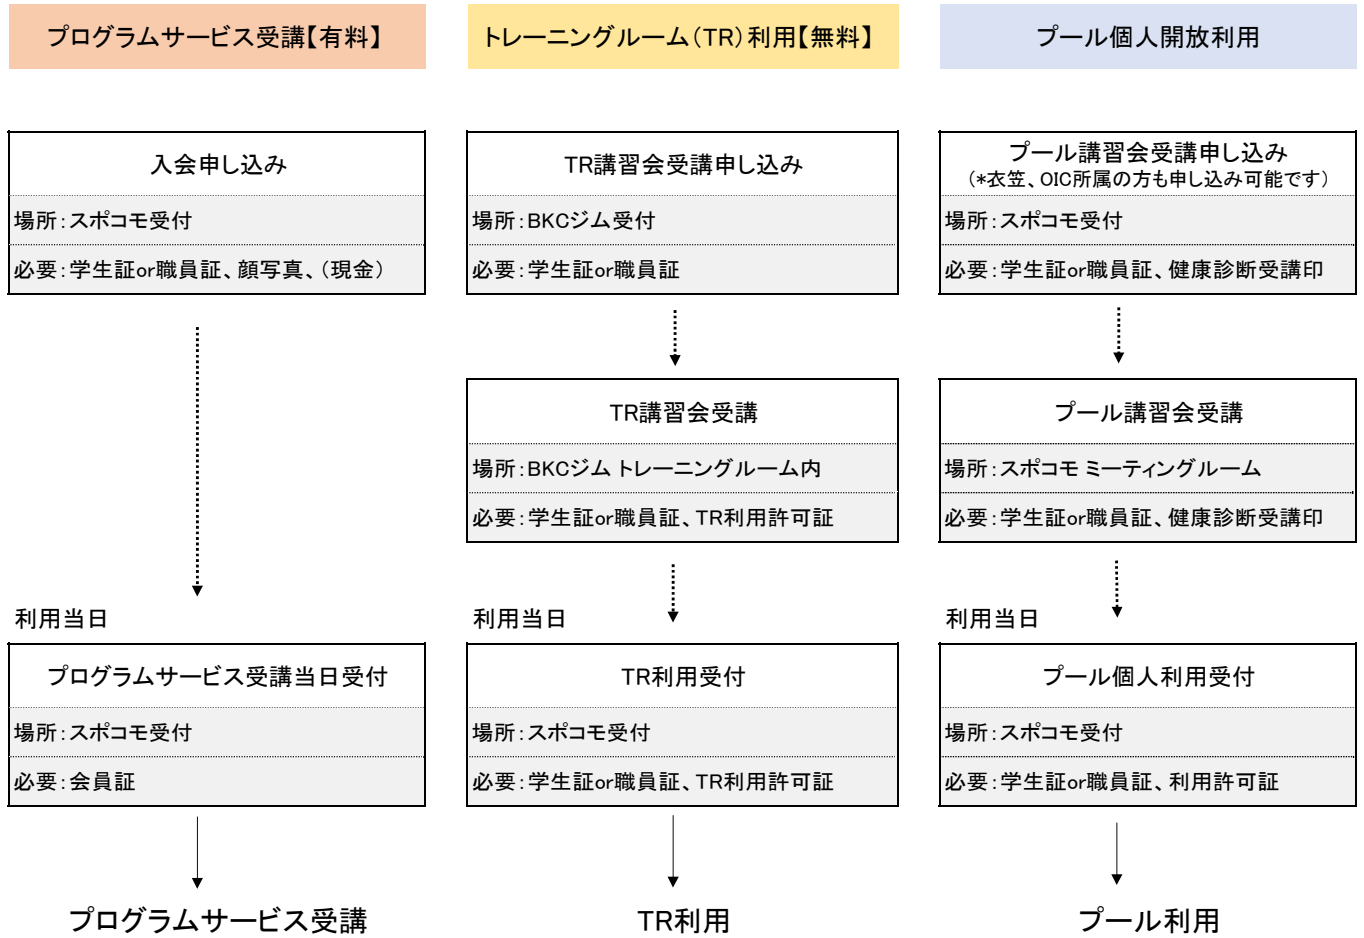 プログラムサービス受講【有料】
入会申し込み
場所：スポコモ受付
必要：学生証or職員証、顔写真、（現金）
利用当日
プログラムサービス受講当日受付
場所：スポコモ受付
必要：会員証
プログラムサービス受講
トレーニングルーム（TR）利用【無料】
TR講習会受講申し込み
場所：BKCジム受付
必要：学生証or職員証
TR講習会受講
場所：BKCジム トレーニングルーム内
必要：学生証or職員証、TR利用許可証
利用当日
TR利用受付
場所：スポコモ受付
必要：学生証or職員証、TR利用許可証
TR利用
プール個人開放利用
プール講習会受講申し込み
（*衣笠、OIC所属の方も申し込み可能です）
場所：スポコモ受付
必要：学生証or職員証、健康診断受講印
プール講習会受講
場所：スポコモ ミーティングルーム
必要：学生証or職員証、健康診断受講印
利用当日
プール個人利用受付
場所：スポコモ受付
必要：学生証or職員証、利用許可証
プール利用